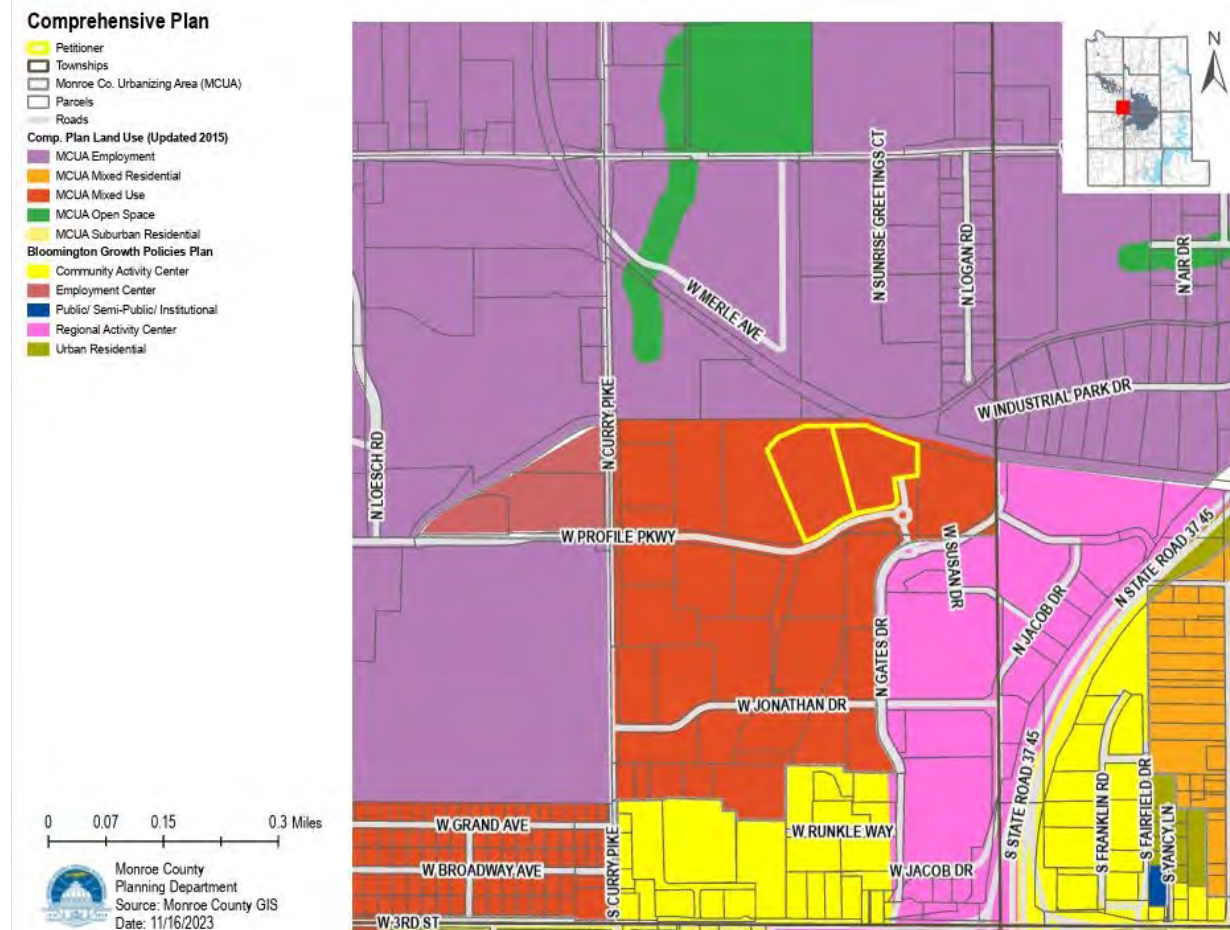 Comprehensive Plan
Petitioner
Townships
Monroe Co. Urbanizing Area (MCUA)
Parcels
Roads
Comp. Plan Land Use (Updated 2015)
MCUA Employment
MCUA Mixed Residential
MCUA Mixed Use
MCUA Open Space
MCUA Suburban Residential
Bloomington Growth Policies Plan
Community Activity Center
Employment Center
Public/ Semi-Public/ Institutional
Regional Activity Center
Urban Residential
N
N SUNRISE GREETINGS CT
N LOGAN RD
N AIR DR
W MERLE AVE
W INDUSTRIAL PARK DR
N LOESCH RD
N CURRY PIKE
W PROFILE PKWY
W SUSAN DR
N STATE ROAD 37 45
N JACOB DR
N GATES DR
W JONATHAN DR
S STATE ROAD 37 45
S FRANKLIN RD
S FAIRFIELD DR
S YANCY LN
W GRAND AVE
W RUNKLE WAY
W BROADWAY AVE
S CURRY PIKE
W JACOB DR
W 3RD ST
0 0.07 0.15 0.3 Miles
Monroe County
Planning Department
Source: Monroe County GIS
Date: 11/16/2023